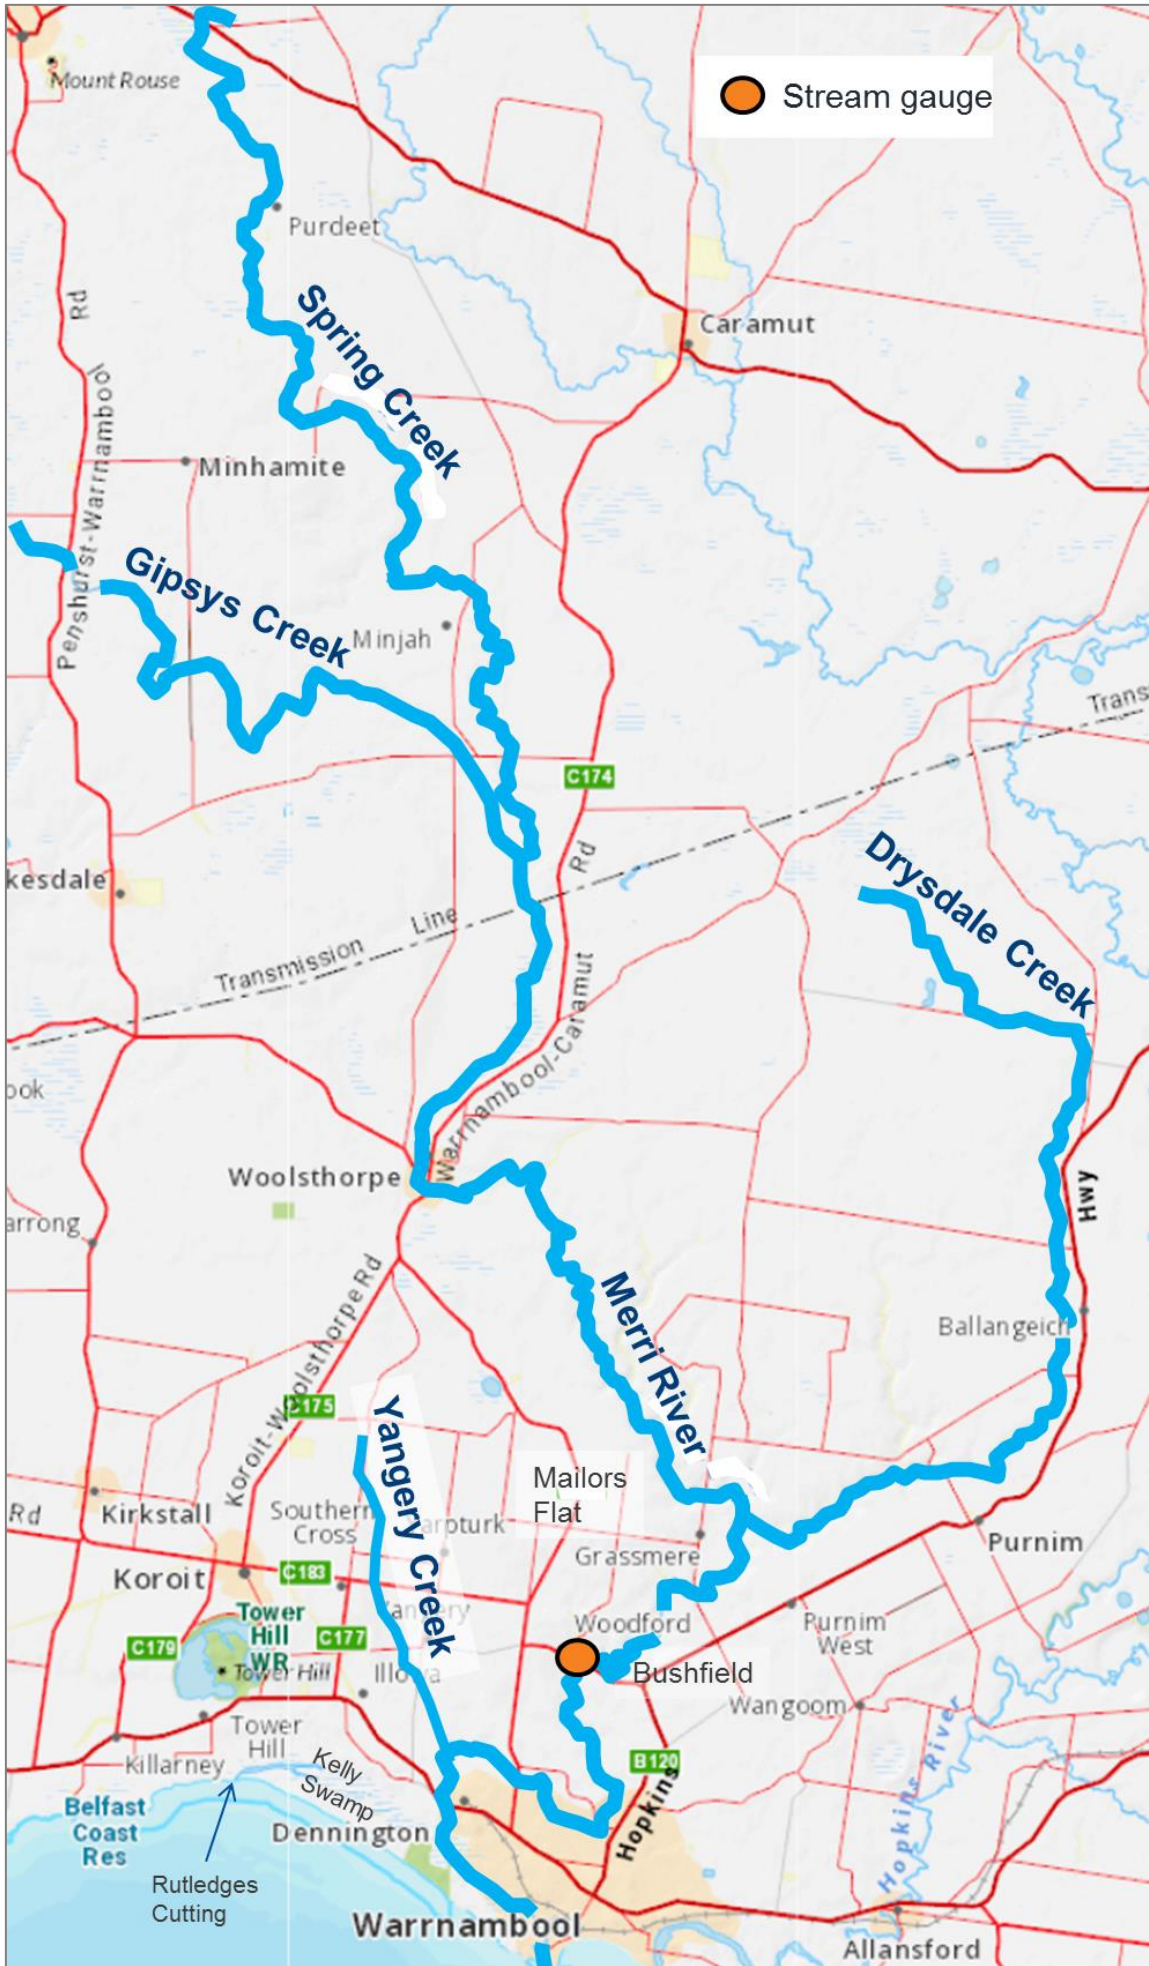 Stream gauge
Mount Rouse
Purdeet
Rd
Caramut
Spring Creek
Penshurst-Warrnambool
Minhamite
Gipsys Creek
Minjah
Trans
C174
Drysdale Creek
kesdale
Rd
Line
Transmission
Warrnambool-Caramut
ook
Woolsthorpe
Hwy
arrong
Merri River
Ballangeich
Koroit-Woolsthorpe Rd
C175
Yangery Creek
Mailors
Flat
Rd
Kirkstall
Southern
Cross
Yarpturk
Purnim
Grassmere
Koroit
C183
Yangery
Tower
Hill
WR
C179
C177
Tower Hill
Illowa
Woodford
Bushfield
Purnim
West
Wangoom
Hopkins River
Tower
Hill
Killarney
Kelly
Swamp
B120
Hopkins
Belfast
Coast
Res
Dennington
Rutledges
Cutting
Warrnambool
Allansford